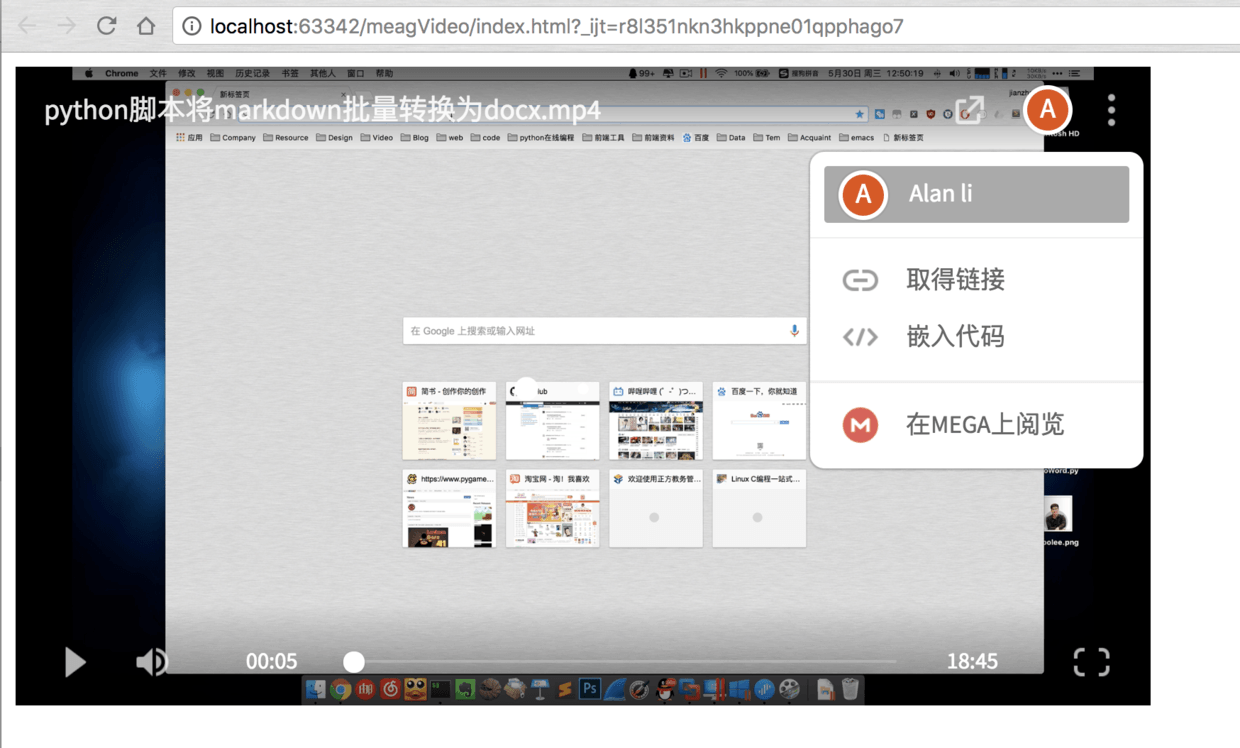 localhost:63342/meagVideo/index.html?_ijt=r8l351nkn3hkppne01qpphago7
Chrome 文件 修改 视图 历史记录 书签 其他人 窗口 帮助 99+ 100% 搜狗拼音 5月30日 周三 12:50:19
新标签页
python脚本将markdown批量转换为docx.mp4
A
应用 Company Resource Design Video Blog web code python在线编程 前端工具 前端资料 百度 Data Tem Acquaint emacs 新标签页
A Alan li
取得链接
嵌入代码
在 Google 上搜索或输入网址
简书 - 创作你的创作 iub 哔哩哔哩 ( ゜- ゜)つ... 百度一下，你就知道
在MEGA上阅览
oWord.py
https://www.pygame... 淘宝网 - 淘！我喜欢 欢迎使用正方教务管... Linux C编程一站式...
oolee.png
00:05 18:45
Ps